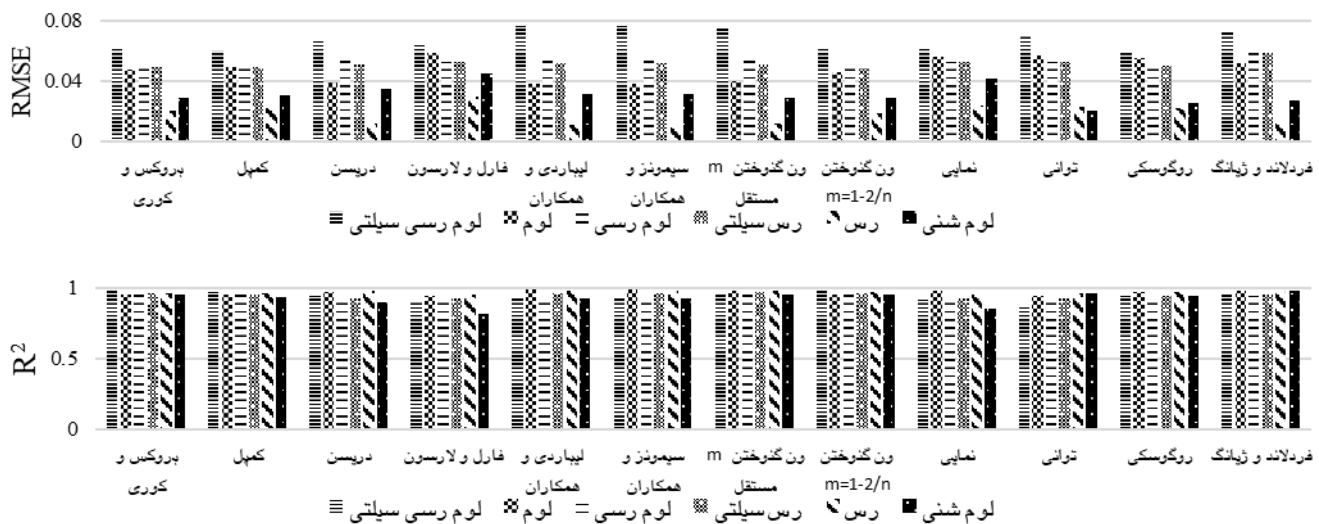 RMSE
0.08
0.04
0
بروکس و کوری
کمپل
دریسن
فارل و لارسون
لیباردی و همکاران
سیموندز و همکاران
ون گنوختن m مستقل
ون گنوختن m=1-2/n
نمایی
توانی
روگوسکی
فردلاند و ژیانگ
لوم رسی سیلتی
لوم
لوم رسی
رس سیلتی
رس
لوم شنی
R²
1
0.5
0
بروکس و کوری
کمپل
دریسن
فارل و لارسون
لیباردی و همکاران
سیموندز و همکاران
ون گنوختن m مستقل
ون گنوختن m=1-2/n
نمایی
توانی
روگوسکی
فردلاند و ژیانگ
لوم رسی سیلتی
لوم
لوم رسی
رس سیلتی
رس
لوم شنی